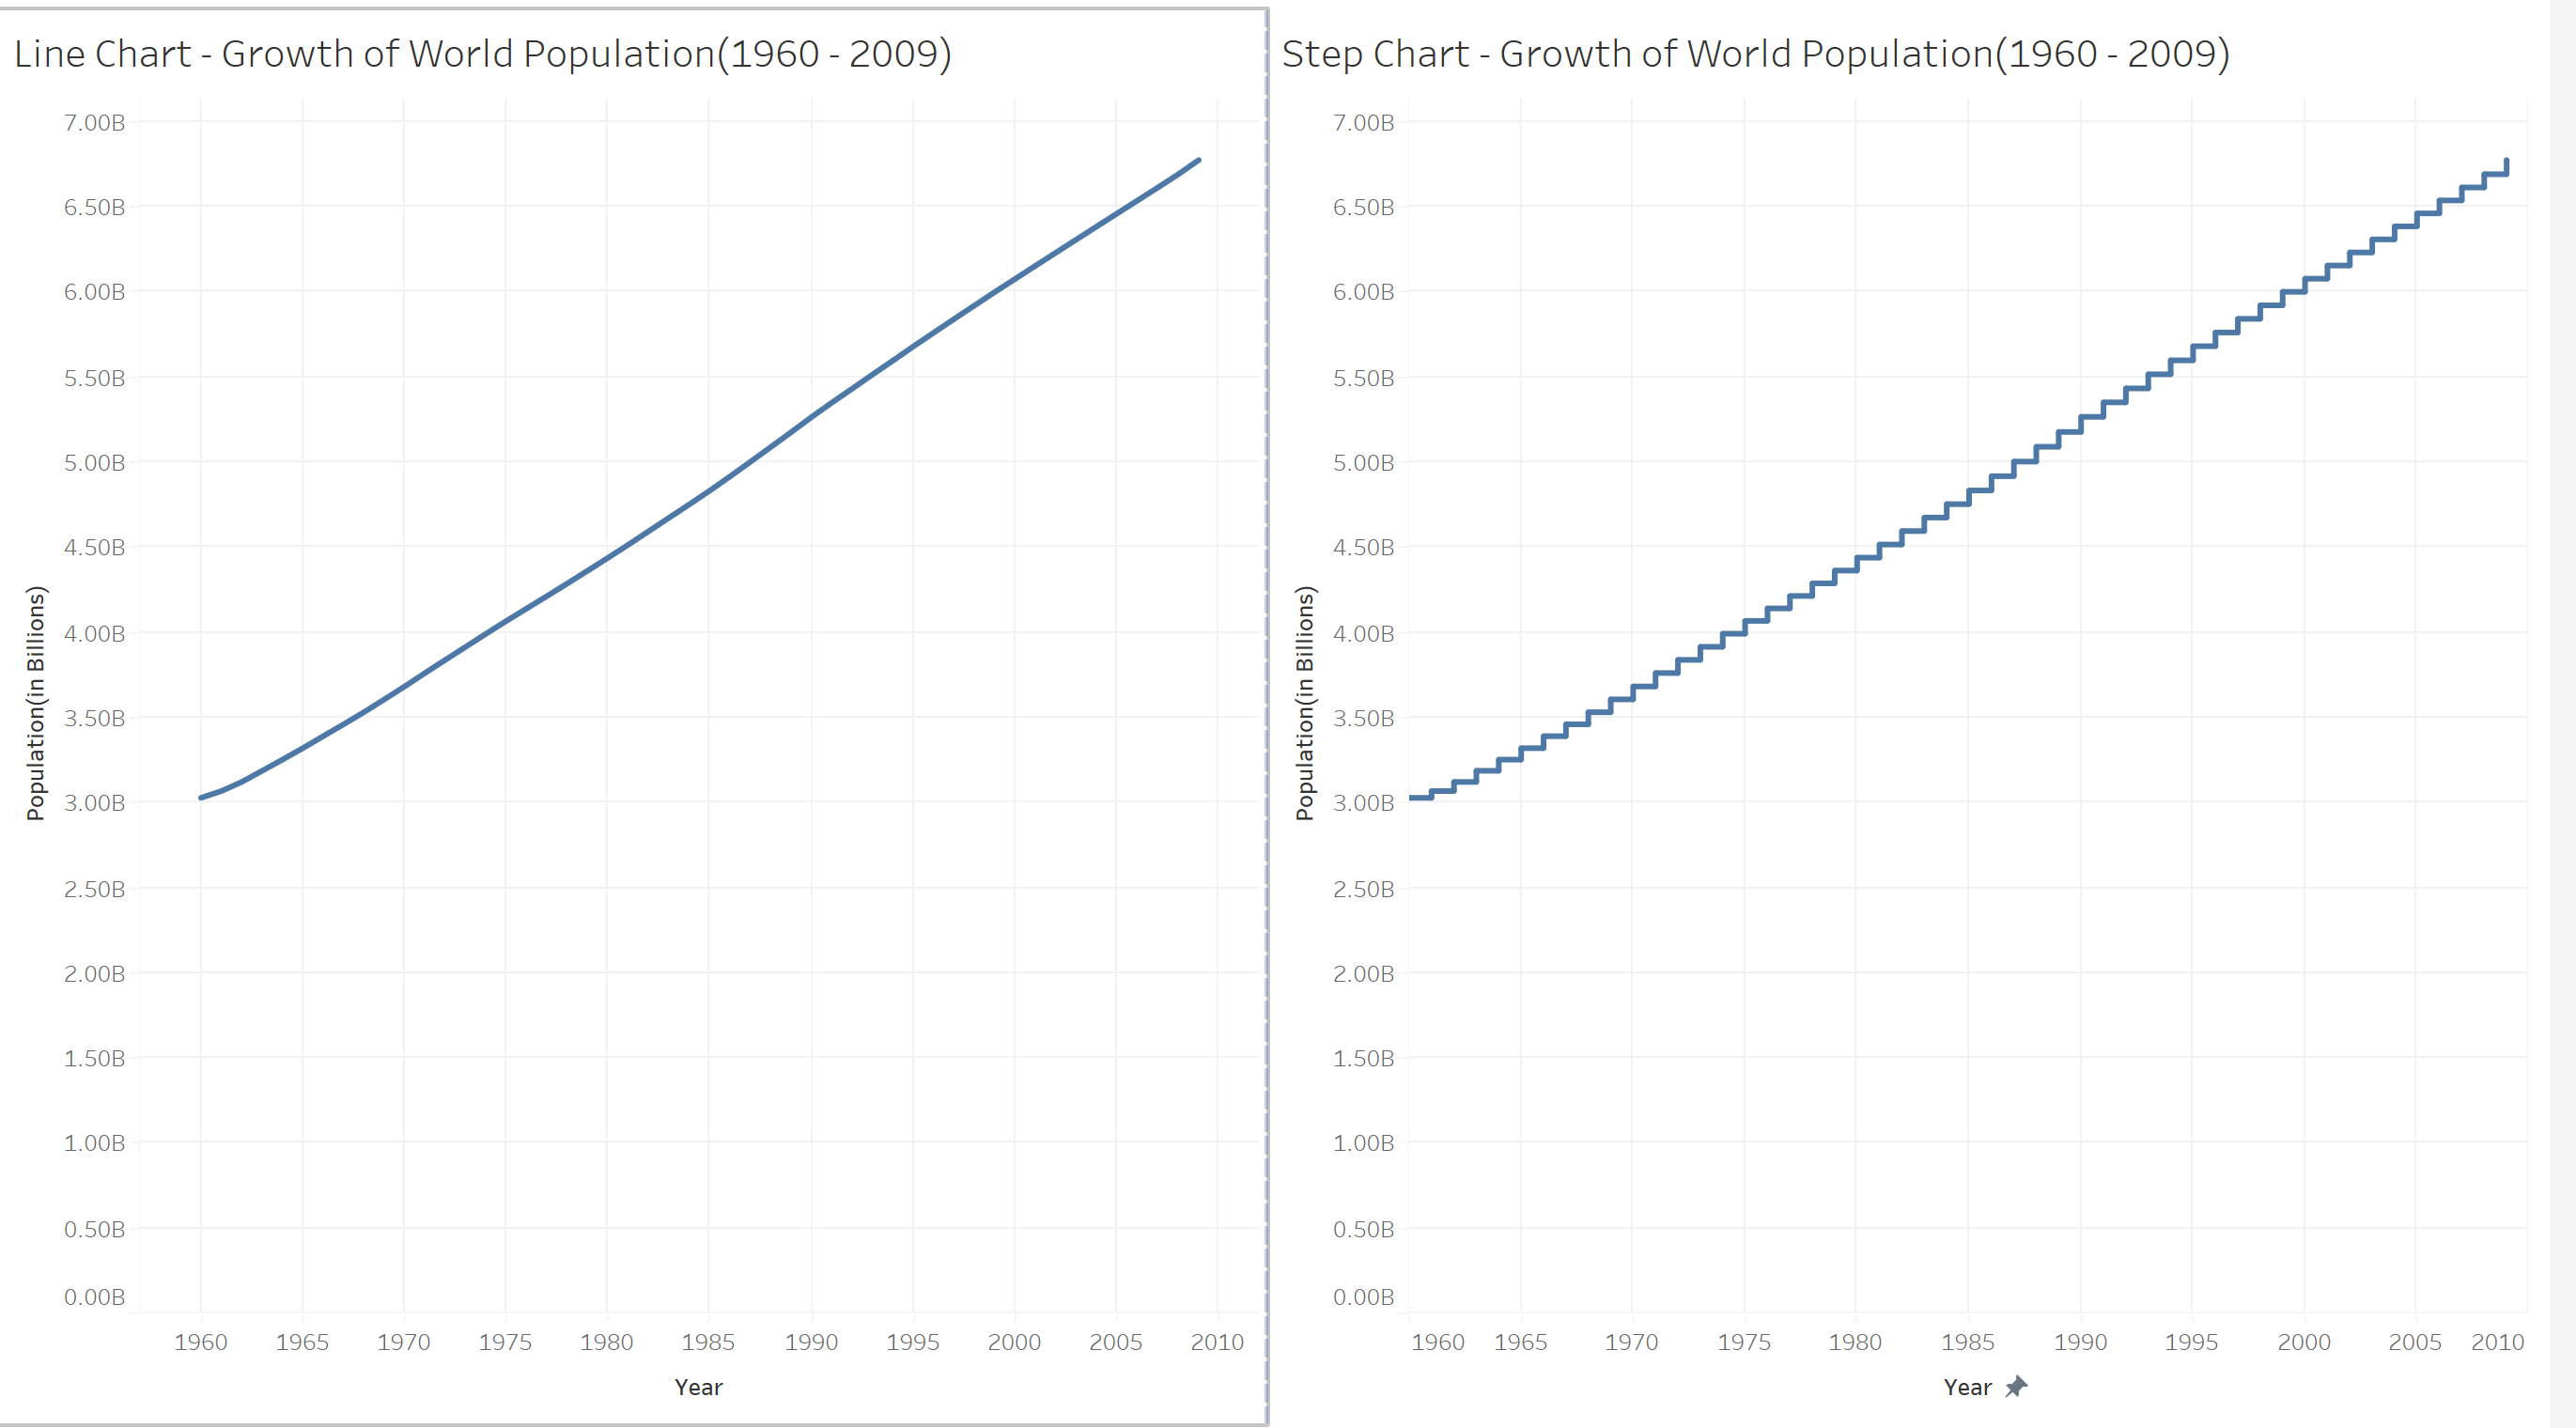 Line Chart - Growth of World Population(1960 - 2009)
7.00B
6.50B
6.00B
5.50B
5.00B
4.50B
4.00B
3.50B
3.00B
2.50B
2.00B
1.50B
1.00B
0.50B
0.00B
Population(in Billions)
1960 1965 1970 1975 1980 1985 1990 1995 2000 2005 2010
Year
Step Chart - Growth of World Population(1960 - 2009)
7.00B
6.50B
6.00B
5.50B
5.00B
4.50B
4.00B
3.50B
3.00B
2.50B
2.00B
1.50B
1.00B
0.50B
0.00B
Population(in Billions)
1960 1965 1970 1975 1980 1985 1990 1995 2000 2005 2010
Year